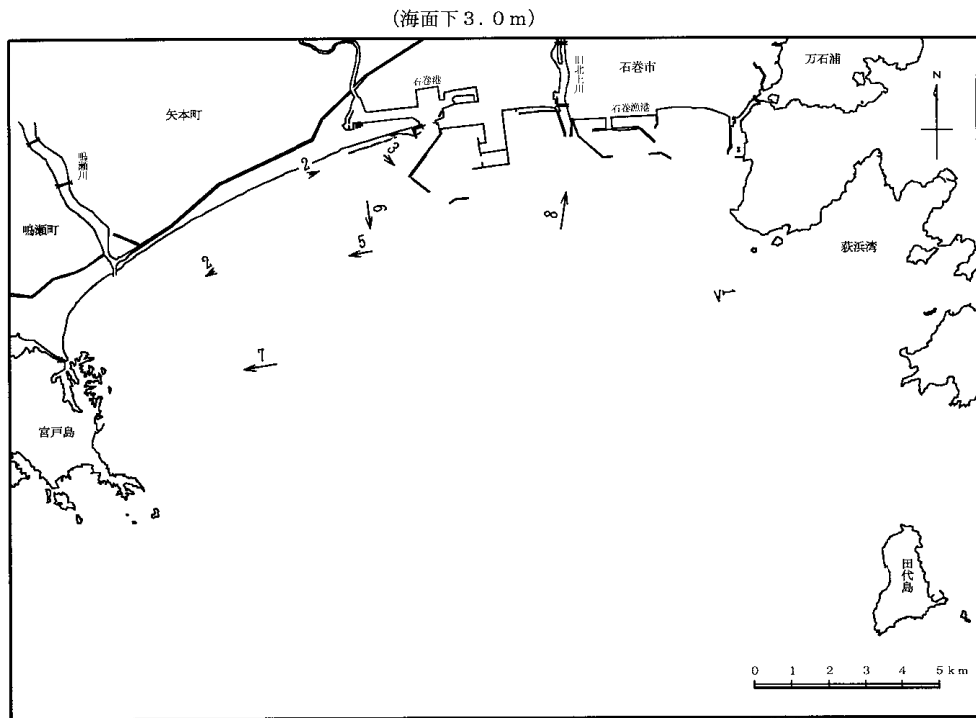 (海面下3.0m)
石巻港
旧北上川
石巻市
万石浦
矢本町
石巻漁港
N
鳴瀬川
3
2
鳴瀬町
8
5
荻浜湾
2
7
宮戸島
田代島
0 1 2 3 4 5km